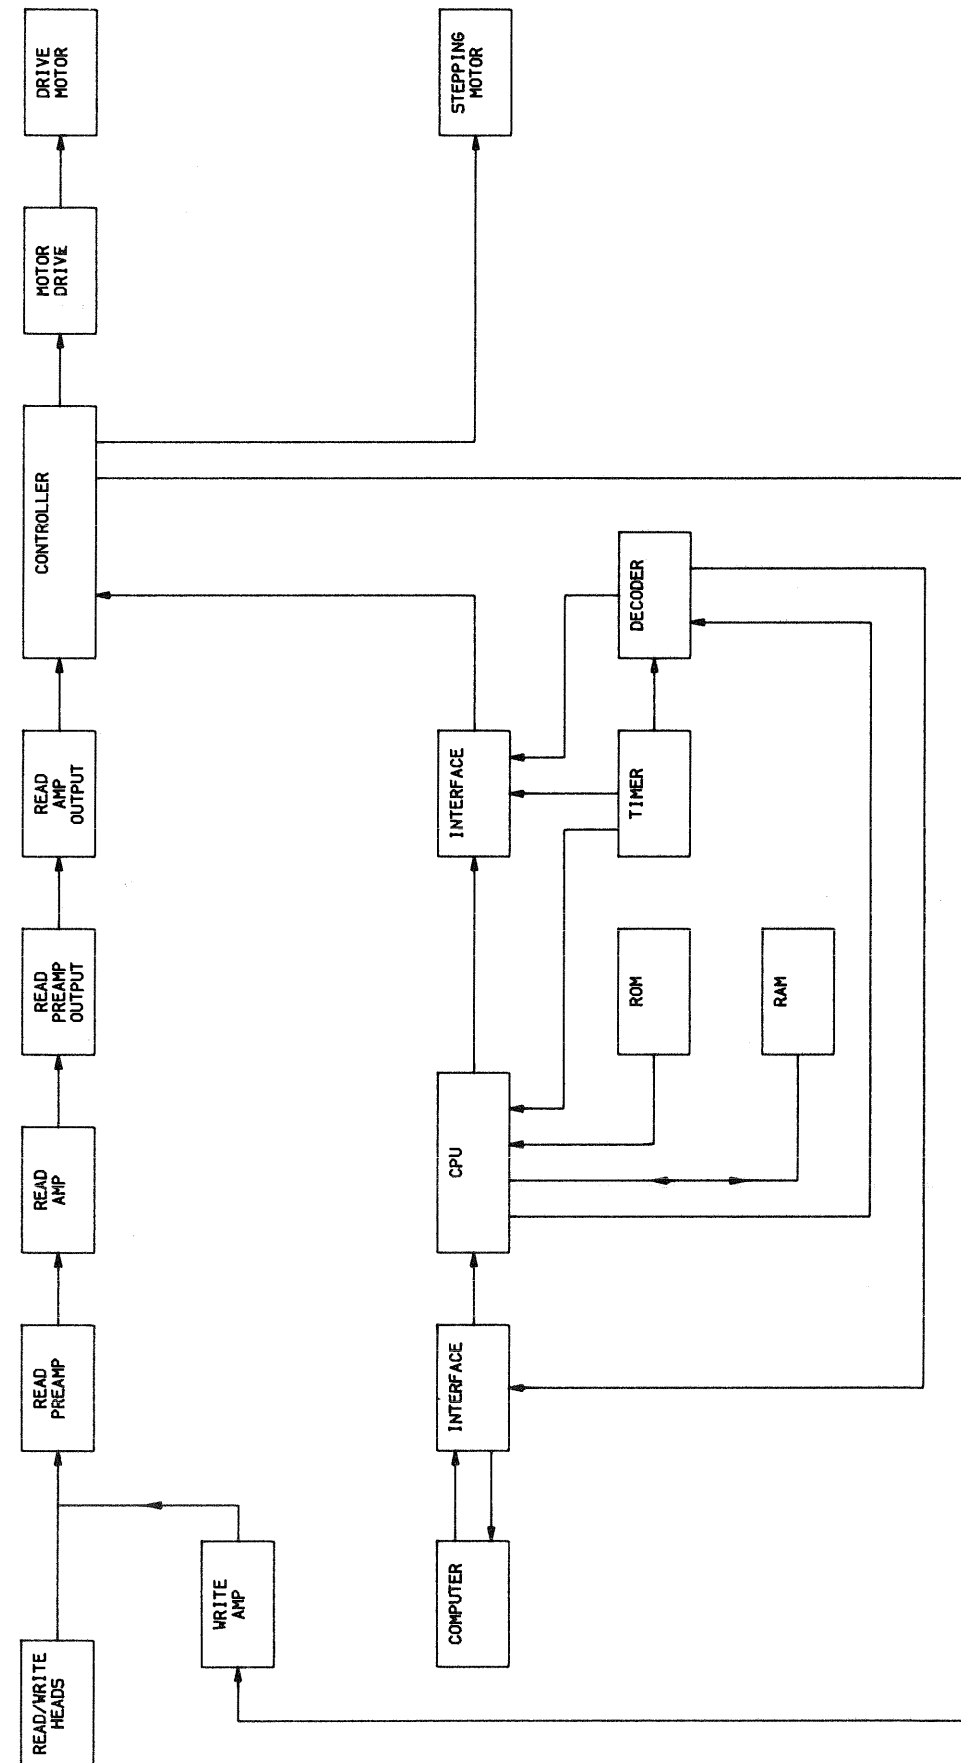 READ/WRITE
HEADS
READ
PREAMP
READ
AMP
READ
PREAMP
OUTPUT
READ
AMP
OUTPUT
CONTROLLER
MOTOR
DRIVE
DRIVE
MOTOR
WRITE
AMP
COMPUTER
INTERFACE
CPU
INTERFACE
STEPPING
MOTOR
ROM
TIMER
DECODER
RAM